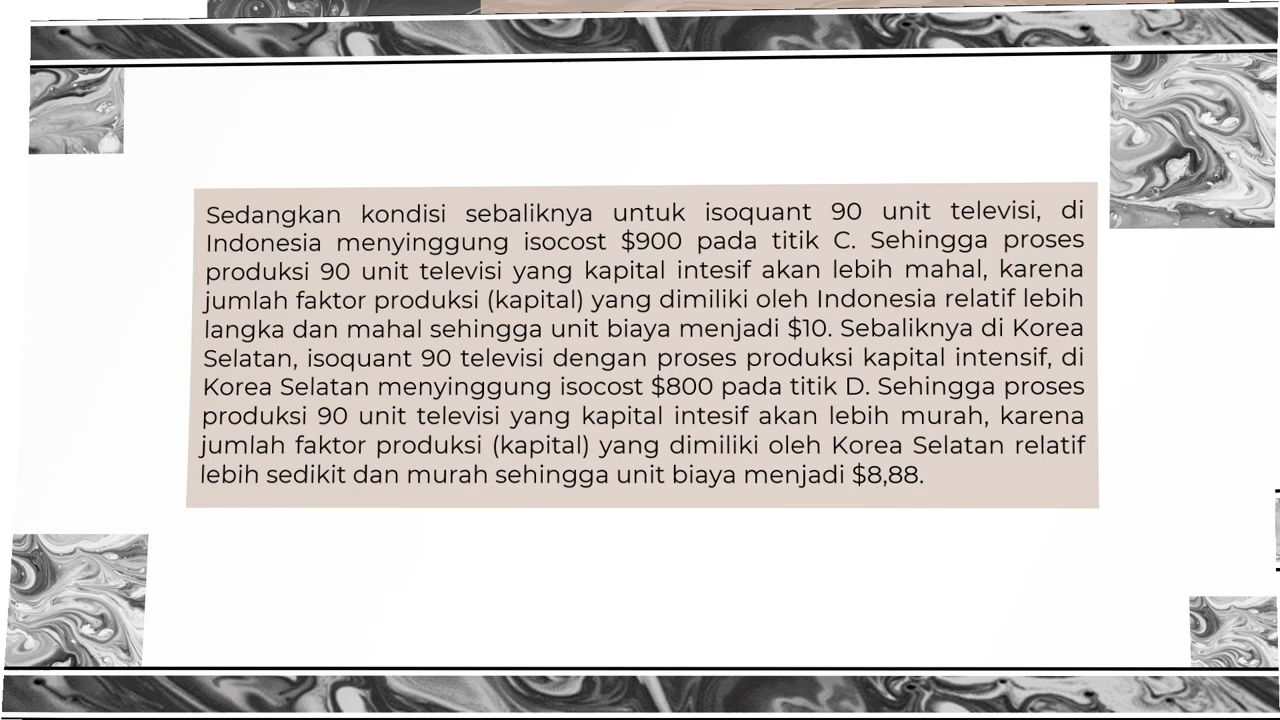 Sedangkan kondisi sebaliknya untuk isoquant 90 unit televisi, di
Indonesia menyinggung isocost $900 pada titik C. Sehingga proses
produksi 90 unit televisi yang kapital intesif akan lebih mahal, karena
jumlah faktor produksi (kapital) yang dimiliki oleh Indonesia relatif lebih
langka dan mahal sehingga unit biaya menjadi $10. Sebaliknya di Korea
Selatan, isoquant 90 televisi dengan proses produksi kapital intensif, di
Korea Selatan menyinggung isocost $800 pada titik D. Sehingga proses
produksi 90 unit televisi yang kapital intesif akan lebih murah, karena
jumlah faktor produksi (kapital) yang dimiliki oleh Korea Selatan relatif
lebih sedikit dan murah sehingga unit biaya menjadi $8,88.